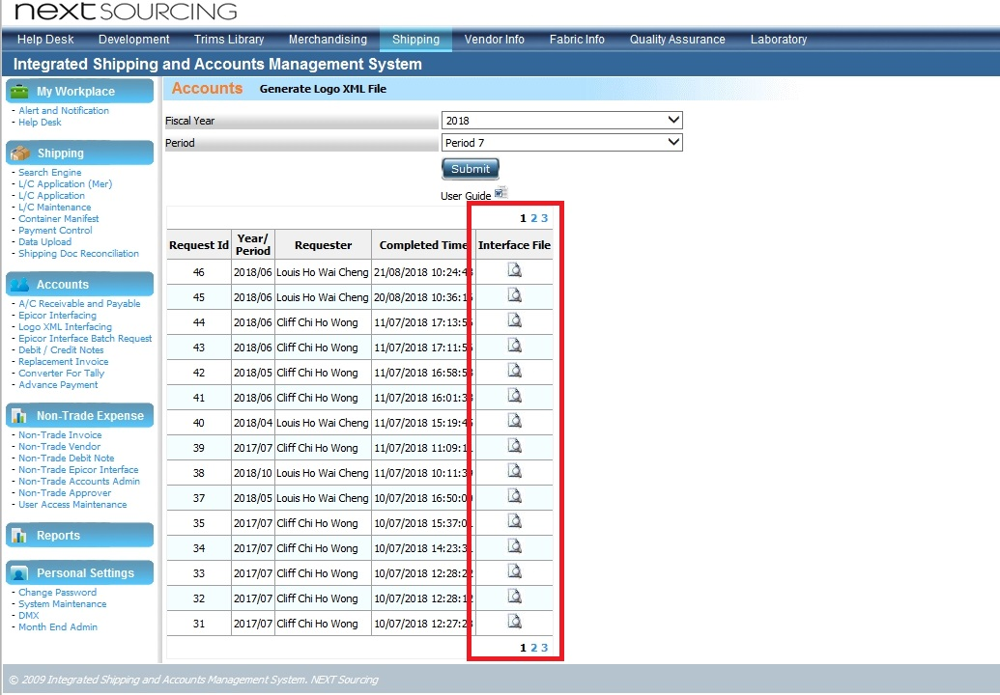 next SOURCING
Help Desk Development Trims Library Merchandising Shipping Vendor Info Fabric Info Quality Assurance Laboratory
Integrated Shipping and Accounts Management System
My Workplace
- Alert and Notification
- Help Desk
Shipping
- Search Engine
- L/C Application (Mer)
- L/C Application
- L/C Maintenance
- Container Manifest
- Payment Control
- Data Upload
- Shipping Doc Reconciliation
Accounts
- A/C Receivable and Payable
- Epicor Interfacing
- Logo XML Interfacing
- Epicor Interface Batch Request
- Debit / Credit Notes
- Replacement Invoice
- Converter For Tally
- Advance Payment
Non-Trade Expense
- Non-Trade Invoice
- Non-Trade Vendor
- Non-Trade Debit Note
- Non-Trade Epicor Interface
- Non-Trade Accounts Admin
- Non-Trade Approver
- User Access Maintenance
Reports
Personal Settings
- Change Password
- System Maintenance
- DMX
- Month End Admin
Accounts Generate Logo XML File
Fiscal Year 2018
Period Period 7
Submit
User Guide
1 2 3
Request Id Year/ Period Requester Completed Time Interface File
46 2018/06 Louis Ho Wai Cheng 21/08/2018 10:24:4
45 2018/06 Louis Ho Wai Cheng 20/08/2018 10:36:1
44 2018/06 Cliff Chi Ho Wong 11/07/2018 17:13:5
43 2018/06 Cliff Chi Ho Wong 11/07/2018 17:11:5
42 2018/05 Cliff Chi Ho Wong 11/07/2018 16:58:5
41 2018/06 Cliff Chi Ho Wong 11/07/2018 16:01:3
40 2018/04 Louis Ho Wai Cheng 11/07/2018 15:19:4
39 2017/07 Cliff Chi Ho Wong 11/07/2018 11:09:1
38 2018/10 Louis Ho Wai Cheng 11/07/2018 10:11:3
37 2018/05 Louis Ho Wai Cheng 10/07/2018 16:50:0
35 2017/07 Cliff Chi Ho Wong 10/07/2018 15:37:0
34 2017/07 Cliff Chi Ho Wong 10/07/2018 14:23:3
33 2017/07 Cliff Chi Ho Wong 10/07/2018 12:28:2
32 2017/07 Cliff Chi Ho Wong 10/07/2018 12:28:1
31 2017/07 Cliff Chi Ho Wong 10/07/2018 12:27:2
1 2 3
© 2009 Integrated Shipping and Accounts Management System. NEXT Sourcing